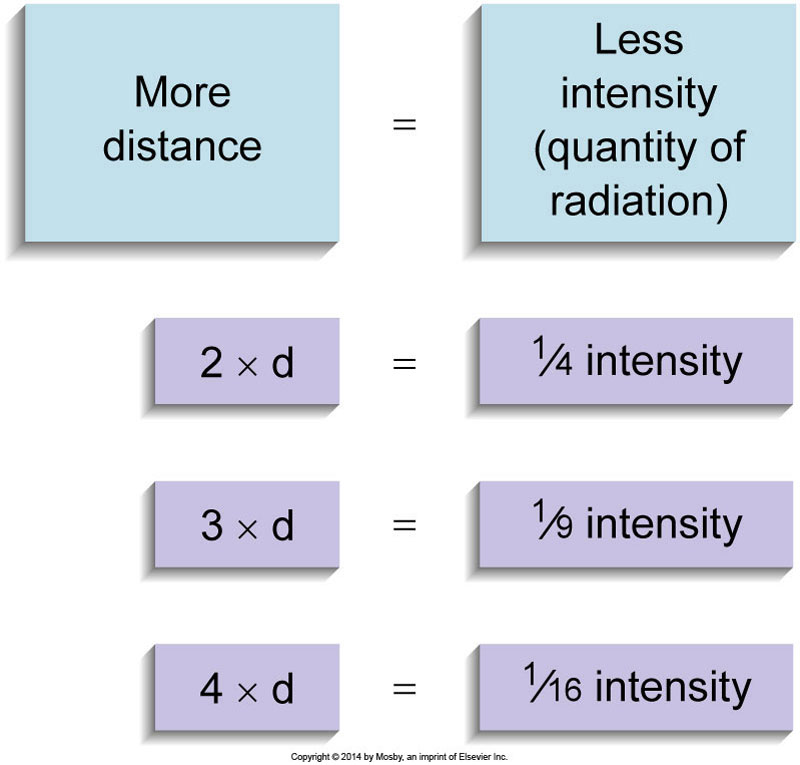 More
distance
=
Less
intensity
(quantity of
radiation)
2 × d = 1⁄4 intensity
3 × d = 1⁄9 intensity
4 × d = 1⁄16 intensity
Copyright © 2014 by Mosby, an imprint of Elsevier Inc.